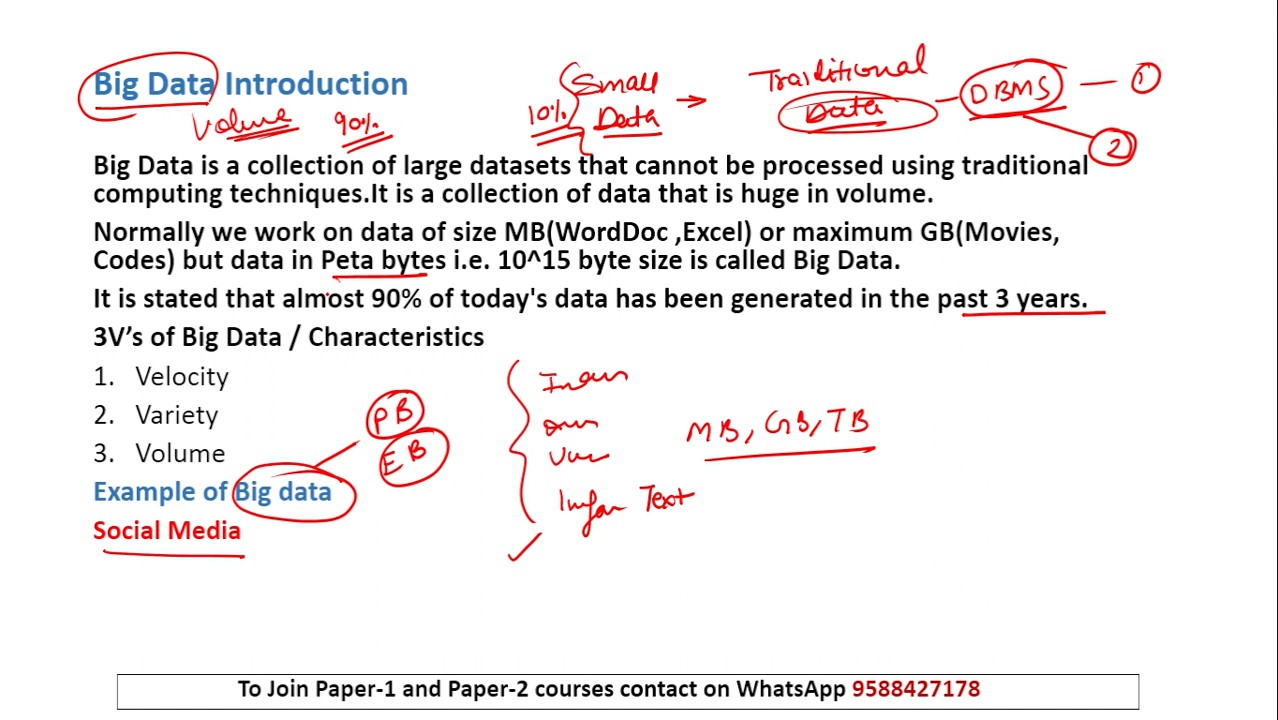 Big Data Introduction
Volume 90%
10% Small Data → Traditional Data - DBMS - 1
2
Big Data is a collection of large datasets that cannot be processed using traditional
computing techniques.It is a collection of data that is huge in volume.
Normally we work on data of size MB(WordDoc ,Excel) or maximum GB(Movies,
Codes) but data in Peta bytes i.e. 10^15 byte size is called Big Data.
It is stated that almost 90% of today's data has been generated in the past 3 years.
3V’s of Big Data / Characteristics
1. Velocity
2. Variety
3. Volume
PB
EB
MB, GB, TB
Text
Example of Big data
Social Media
To Join Paper-1 and Paper-2 courses contact on WhatsApp 9588427178